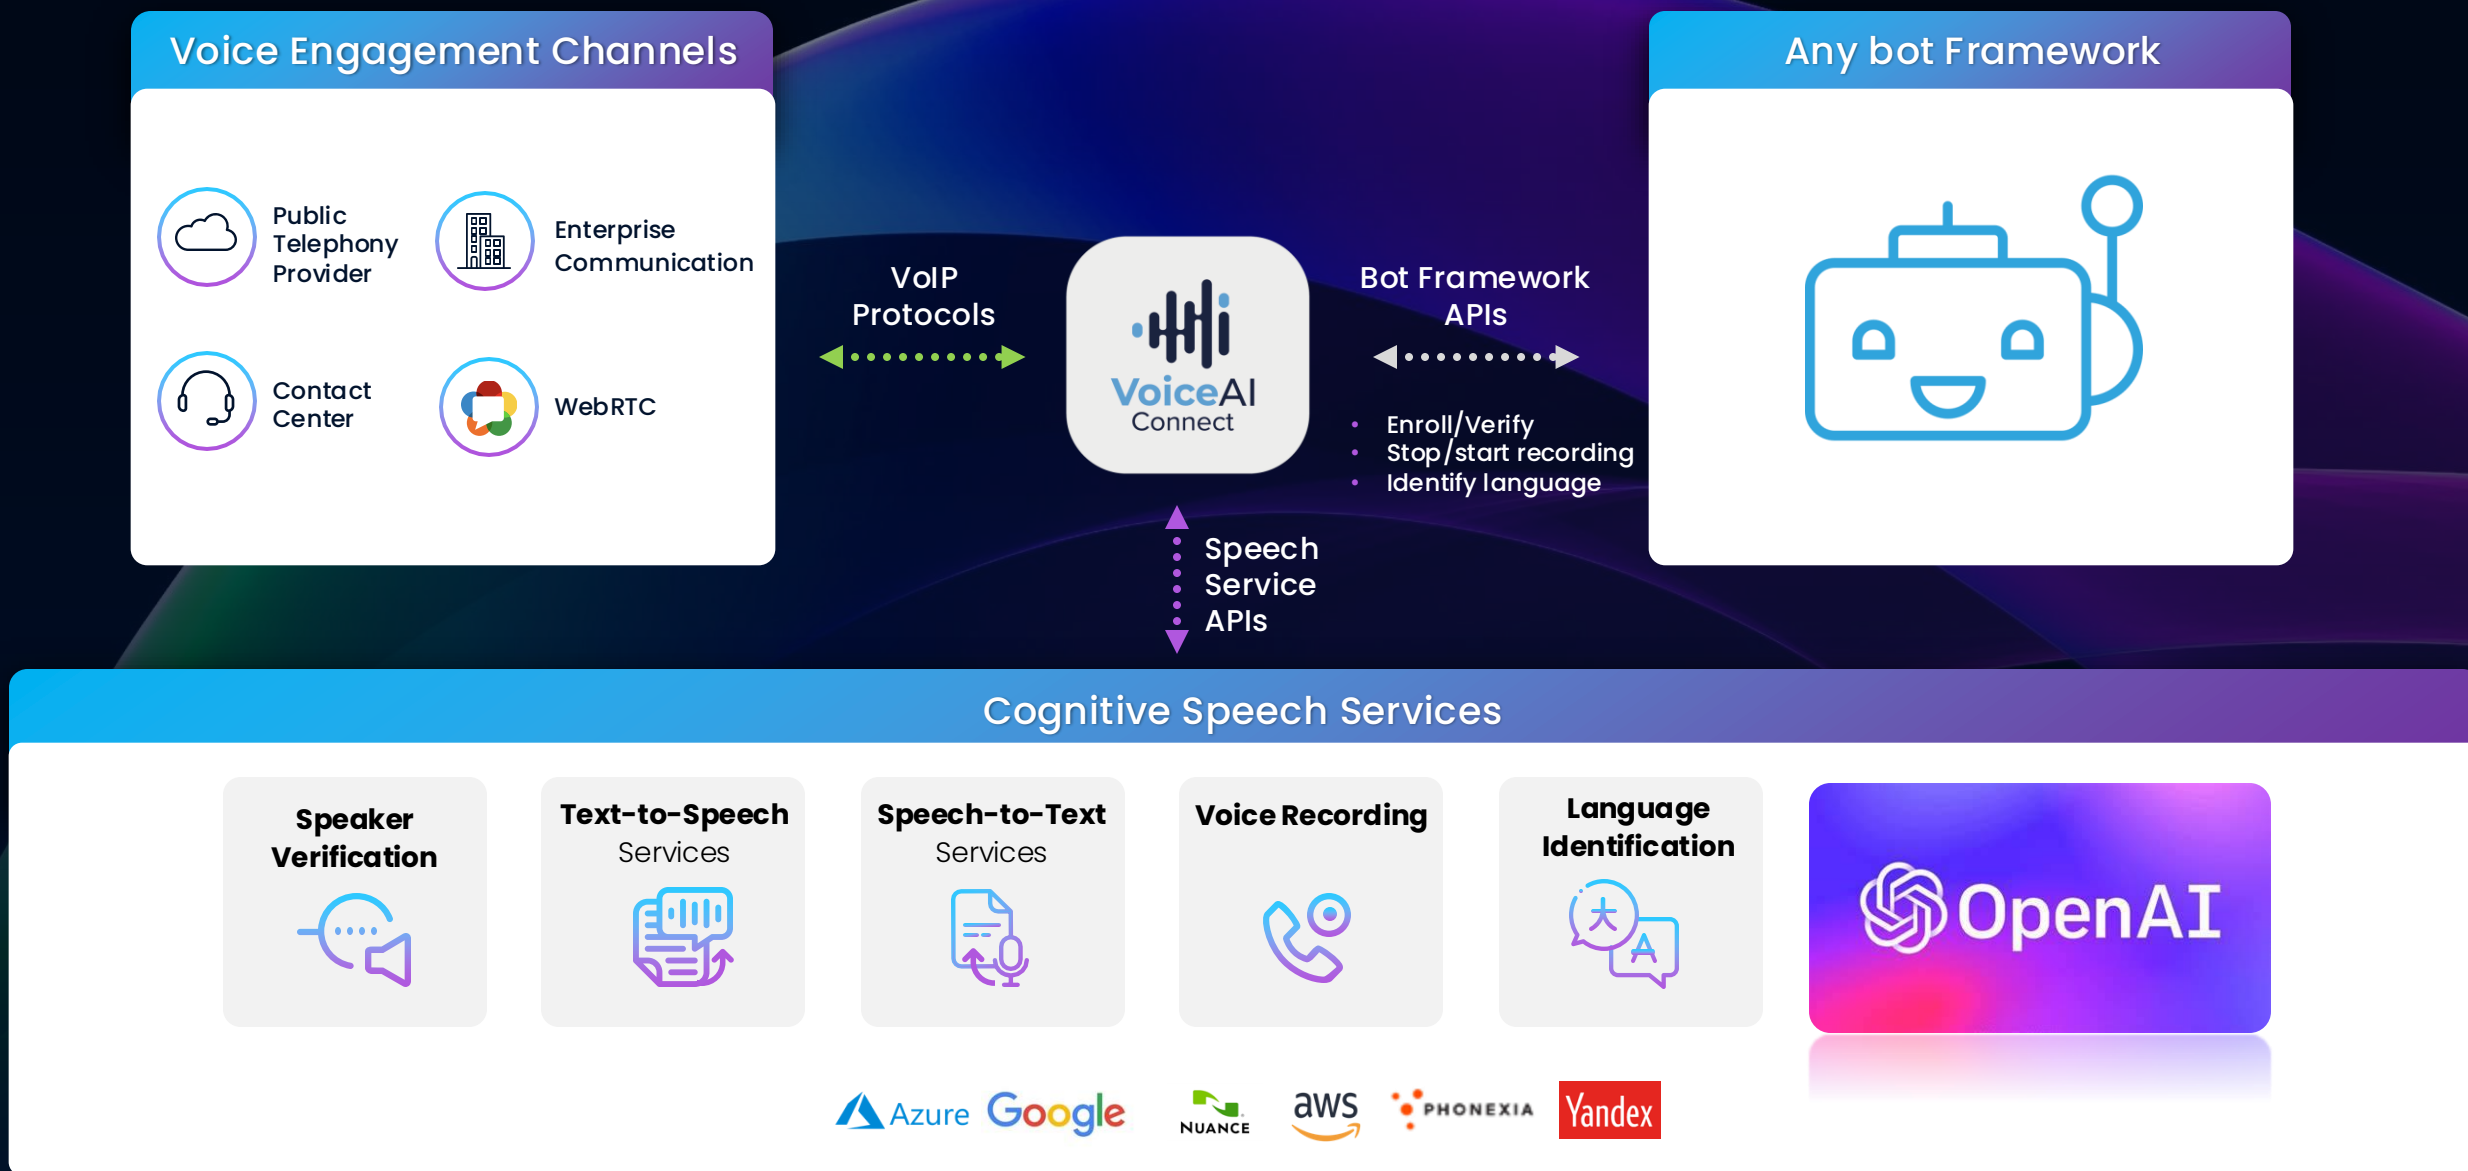 Voice Engagement Channels
Public
Telephony
Provider
Enterprise
Communication
Contact
Center
WebRTC
VoIP
Protocols
VoiceAI
Connect
Bot Framework
APIs
• Enroll/Verify
• Stop/start recording
• Identify language
Any bot Framework
Speech
Service
APIs
Cognitive Speech Services
Speaker
Verification
Text-to-Speech
Services
Speech-to-Text
Services
Voice Recording
Language
Identification
大
A
OpenAI
Azure
Google
NUANCE
aws
PHONEXIA
Yandex